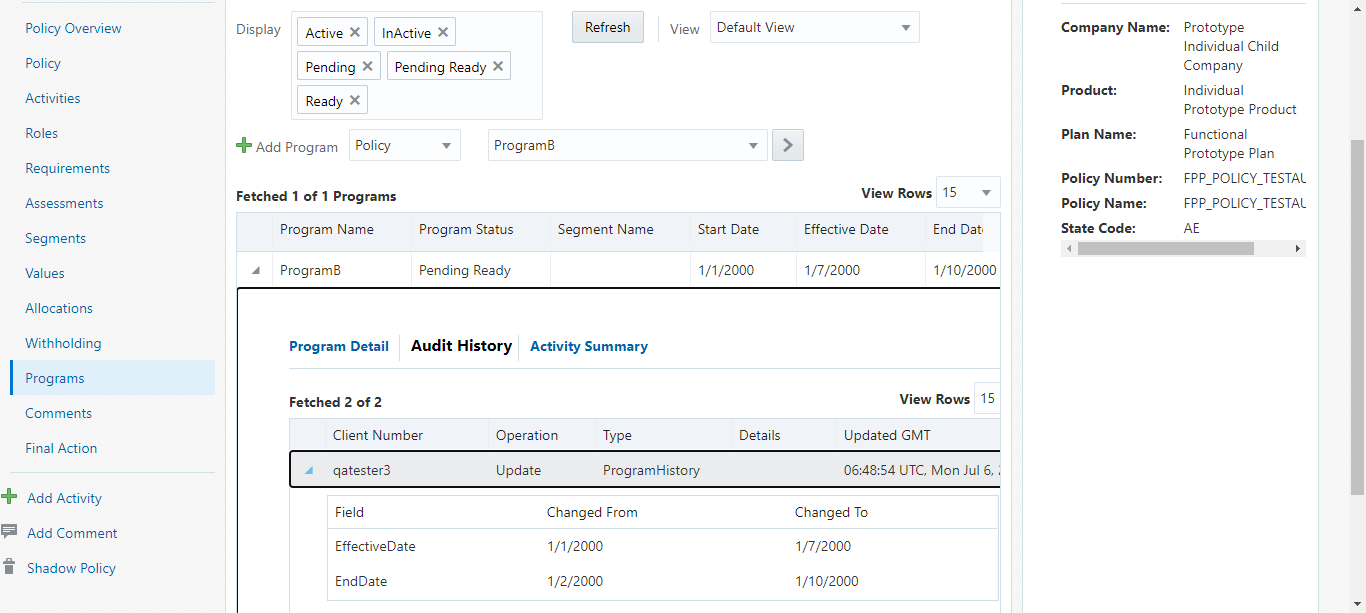 Policy Overview
Policy
Activities
Roles
Requirements
Assessments
Segments
Values
Allocations
Withholding
Programs
Comments
Final Action
Add Activity
Add Comment
Shadow Policy
Display
Active
InActive
Pending
Pending Ready
Ready
Refresh
View
Default View
Add Program
Policy
ProgramB
Fetched 1 of 1 Programs
View Rows
15
Program Name Program Status Segment Name Start Date Effective Date End Date
ProgramB Pending Ready 1/1/2000 1/7/2000 1/10/2000
Program Detail Audit History Activity Summary
Fetched 2 of 2
View Rows 15
Client Number Operation Type Details Updated GMT
qatester3 Update ProgramHistory 06:48:54 UTC, Mon Jul 6,
Field Changed From Changed To
EffectiveDate 1/1/2000 1/7/2000
EndDate 1/2/2000 1/10/2000
Company Name: Prototype
Individual Child
Company
Product: Individual
Prototype Product
Plan Name: Functional
Prototype Plan
Policy Number: FPP_POLICY_TESTAU
Policy Name: FPP_POLICY_TESTAU
State Code: AE